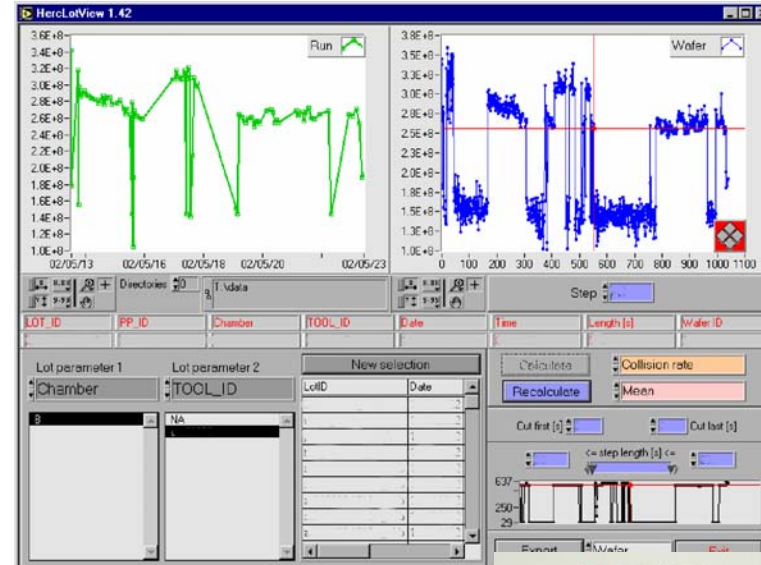 HercLotView 1.42
3.6E+8
3.4E+8
3.2E+8
3.0E+8
2.8E+8
2.6E+8
2.4E+8
2.2E+8
2.0E+8
1.8E+8
1.6E+8
1.4E+8
1.2E+8
1.0E+8
Run
02/05/13 02/05/16 02/05/18 02/05/20 02/05/23
3.8E+8
3.5E+8
3.3E+8
3.0E+8
2.8E+8
2.5E+8
2.3E+8
2.0E+8
1.8E+8
1.5E+8
1.3E+8
1.0E+8
Wafer
0 100 200 300 400 500 600 700 800 900 1000 1100
Directories 0 T:\data
Step
LOT_ID PP_ID Chamber TOOL_ID Date Time Length [s] Wafer ID
Lot parameter 1 Lot parameter 2 New selection
Chamber TOOL_ID LotID Date
B NA
Calculate Collision rate
Recalculate Mean
Cut first [s] Cut last [s]
<= step length [s] <=
637
250
29
Export Wafer Exit